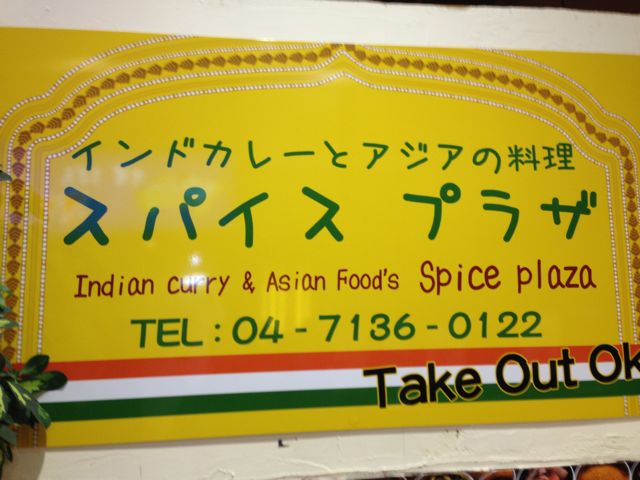 インドカレーとアジアの料理
スパイス プラザ
Indian curry & Asian Food's Spice plaza
TEL : 04 - 7136 - 0122
Take Out Ok